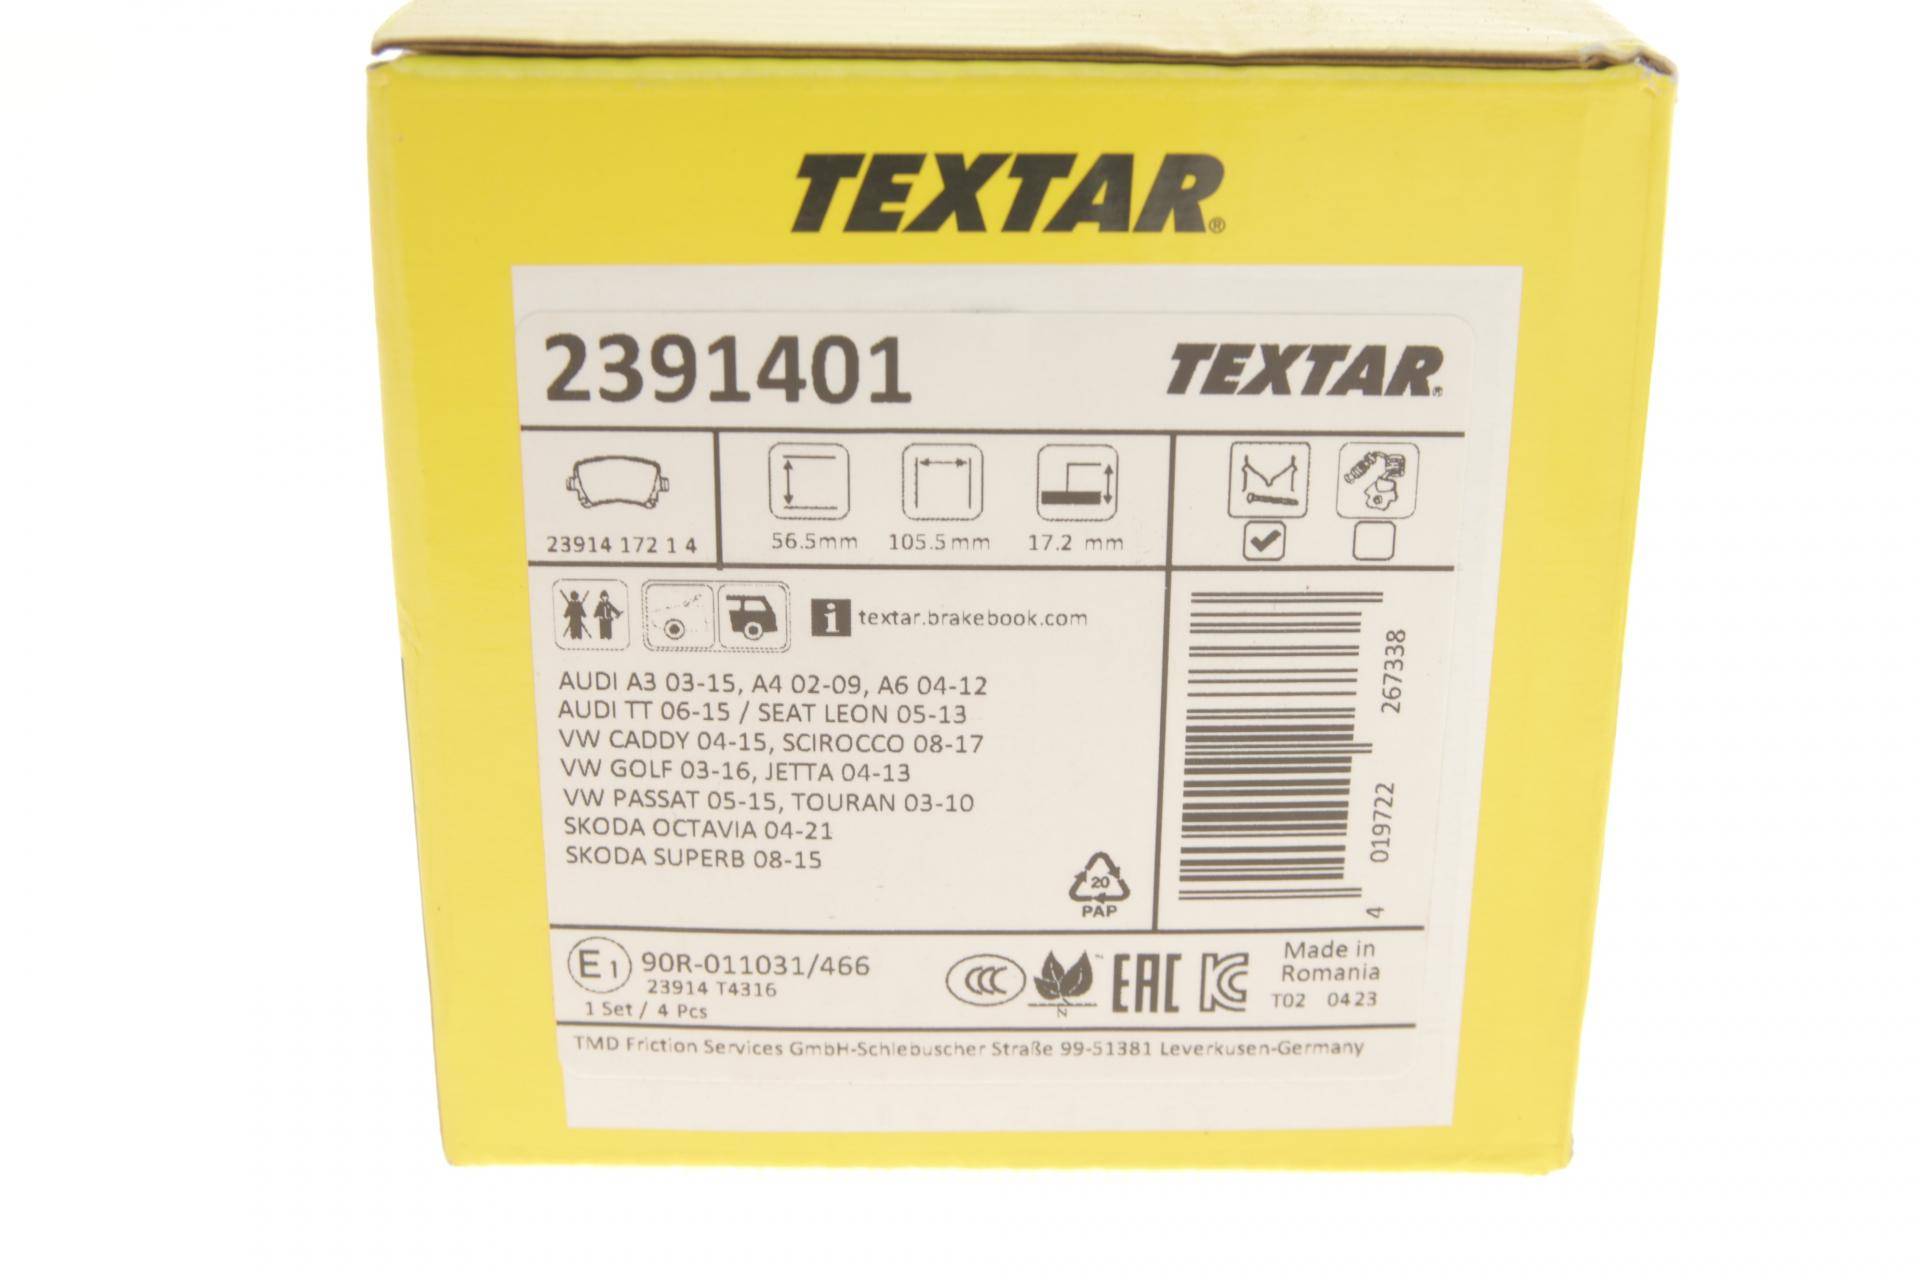 TEXTAR®
2391401 TEXTAR®
23914 172 1 4 56.5mm 105.5mm 17.2 mm
i textar.brakebook.com
AUDI A3 03-15, A4 02-09, A6 04-12
AUDI TT 06-15 / SEAT LEON 05-13
VW CADDY 04-15, SCIROCCO 08-17
VW GOLF 03-16, JETTA 04-13
VW PASSAT 05-15, TOURAN 03-10
SKODA OCTAVIA 04-21
SKODA SUPERB 08-15
20
PAP
4 019722 267338
E1 90R-011031/466
23914 T4316
1 Set / 4 Pcs
CCC
N
EAC
KC
Made in
Romania
T02 0423
TMD Friction Services GmbH-Schlebuscher Straße 99-51381 Leverkusen-Germany